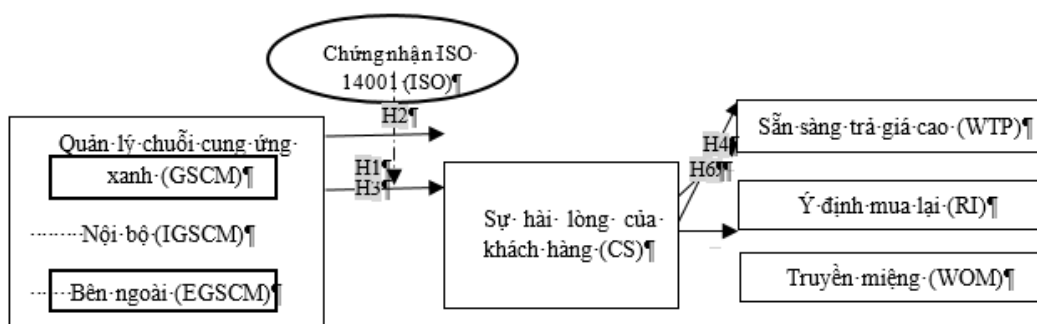 Chứng nhận ISO
14001 (ISO)¶
H2¶
Quản lý chuỗi cung ứng
xanh (GSCM)¶
H1¶
H3¶
Nội bộ (IGSCM)¶
Bên ngoài (EGSCM)¶
Sự hài lòng của
khách hàng (CS)¶
H4¶
H6¶
Sẵn sàng trả giá cao (WTP)¶
Ý định mua lại (RI)¶
Truyền miệng (WOM)¶